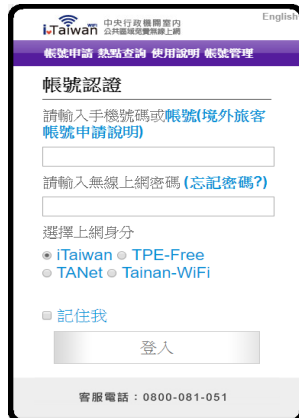 English
iTaiwan 中央行政機關室內
公共區域免費無線上網
帳號申請 熱點查詢 使用說明 帳號管理
帳號認證
請輸入手機號碼或帳號(境外旅客
帳號申請說明)
請輸入無線上網密碼 (忘記密碼?)
選擇上網身分
iTaiwan TPE-Free
TANet Tainan-WiFi
記住我
登入
客服電話：0800-081-051